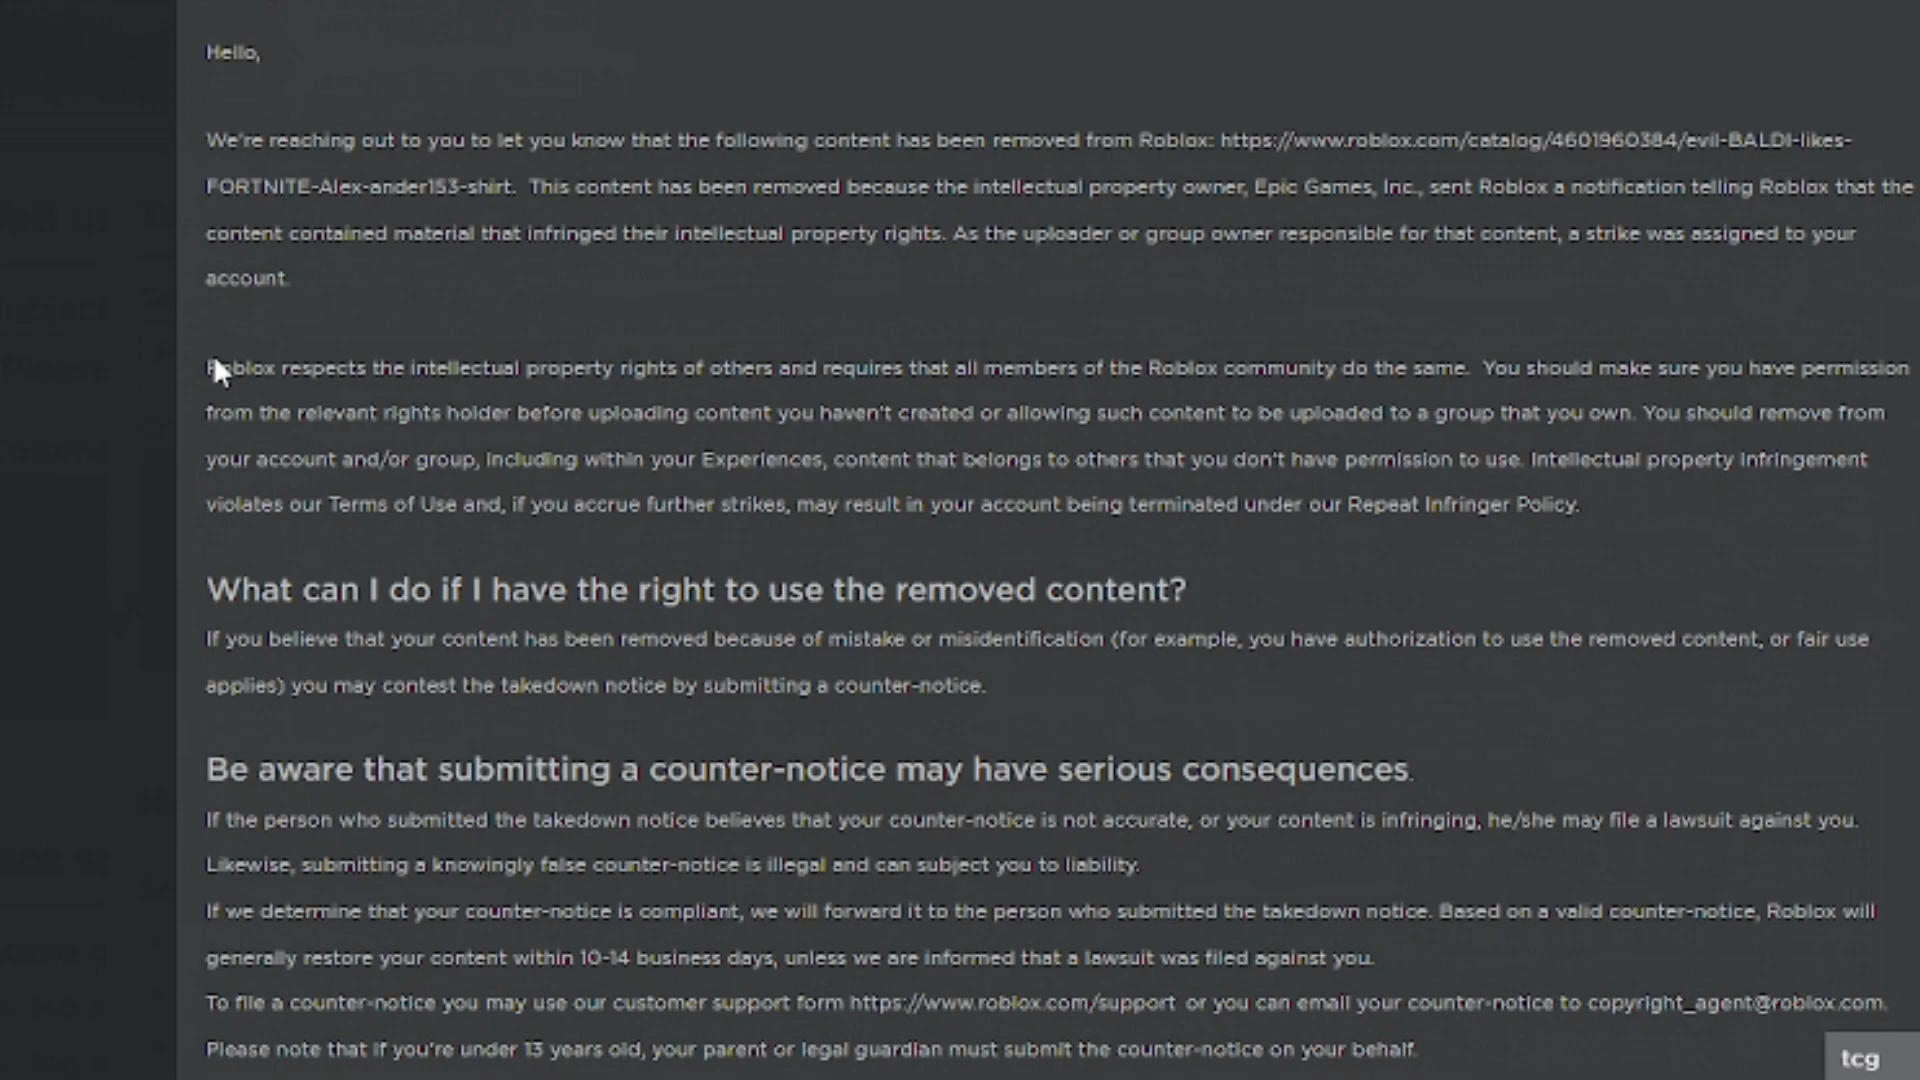 Hello,
We're reaching out to you to let you know that the following content has been removed from Roblox: https://www.roblox.com/catalog/4601960384/evil-BALDI-likes-
FORTNITE-Alex-ander153-shirt. This content has been removed because the intellectual property owner, Epic Games, Inc., sent Roblox a notification telling Roblox that the
content contained material that infringed their intellectual property rights. As the uploader or group owner responsible for that content, a strike was assigned to your
account.
Roblox respects the intellectual property rights of others and requires that all members of the Roblox community do the same. You should make sure you have permission
from the relevant rights holder before uploading content you haven't created or allowing such content to be uploaded to a group that you own. You should remove from
your account and/or group, including within your Experiences, content that belongs to others that you don't have permission to use. Intellectual property infringement
violates our Terms of Use and, if you accrue further strikes, may result in your account being terminated under our Repeat Infringer Policy.
What can I do if I have the right to use the removed content?
If you believe that your content has been removed because of mistake or misidentification (for example, you have authorization to use the removed content, or fair use
applies) you may contest the takedown notice by submitting a counter-notice.
Be aware that submitting a counter-notice may have serious consequences.
If the person who submitted the takedown notice believes that your counter-notice is not accurate, or your content is infringing, he/she may file a lawsuit against you.
Likewise, submitting a knowingly false counter-notice is illegal and can subject you to liability.
If we determine that your counter-notice is compliant, we will forward it to the person who submitted the takedown notice. Based on a valid counter-notice, Roblox will
generally restore your content within 10-14 business days, unless we are informed that a lawsuit was filed against you.
To file a counter-notice you may use our customer support form https://www.roblox.com/support or you can email your counter-notice to copyright_agent@roblox.com.
Please note that if you're under 13 years old, your parent or legal guardian must submit the counter-notice on your behalf.
tcg